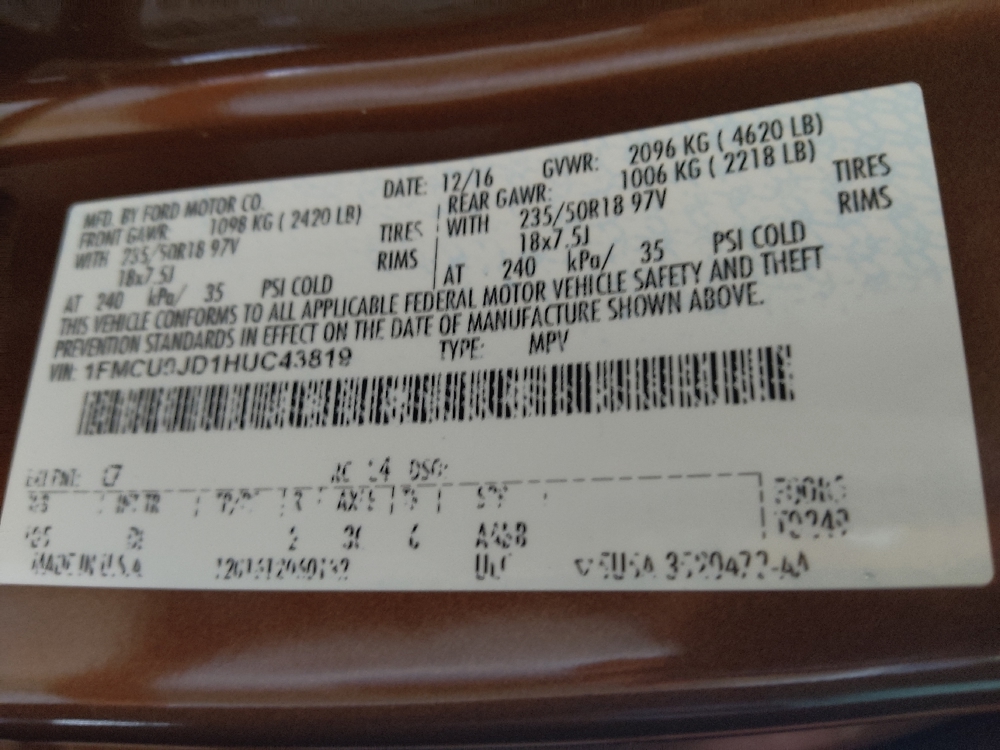 MFD. BY FORD MOTOR CO.
DATE: 12/16 GVWR: 2096 KG ( 4620 LB)
FRONT GAWR: 1098 KG ( 2420 LB)
REAR GAWR: 1006 KG ( 2218 LB)
WITH 235/50R18 97V TIRES
WITH 235/50R18 97V TIRES
18x7.5J RIMS
18x7.5J RIMS
AT 240 kPa/ 35 PSI COLD
AT 240 kPa/ 35 PSI COLD
THIS VEHICLE CONFORMS TO ALL APPLICABLE FEDERAL MOTOR VEHICLE SAFETY AND THEFT
PREVENTION STANDARDS IN EFFECT ON THE DATE OF MANUFACTURE SHOWN ABOVE.
VIN: 1FMCU9JD1HUC43819 TYPE: MPV
EXT PNT: DSO:
MADE IN U.S.A